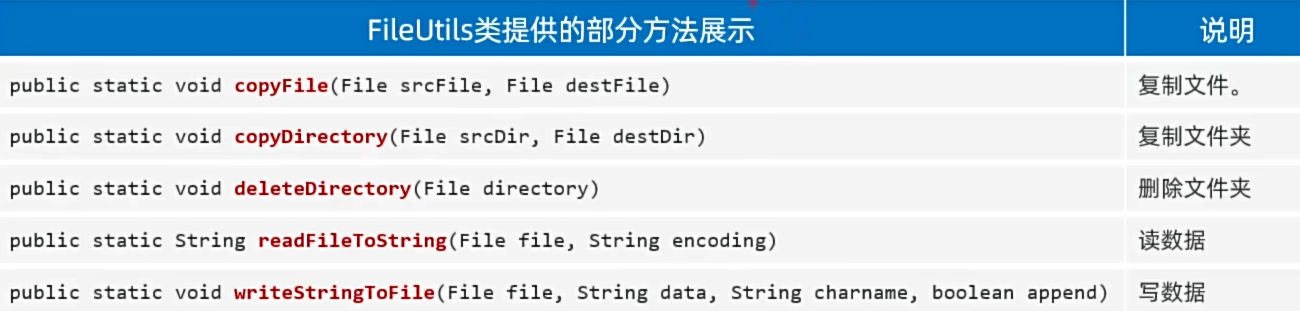 FileUtils类提供的部分方法展示 说明
public static void copyFile(File srcFile, File destFile) 复制文件。
public static void copyDirectory(File srcDir, File destDir) 复制文件夹
public static void deleteDirectory(File directory) 删除文件夹
public static String readFileToString(File file, String encoding) 读数据
public static void writeStringToFile(File file, String data, String charname, boolean append) 写数据